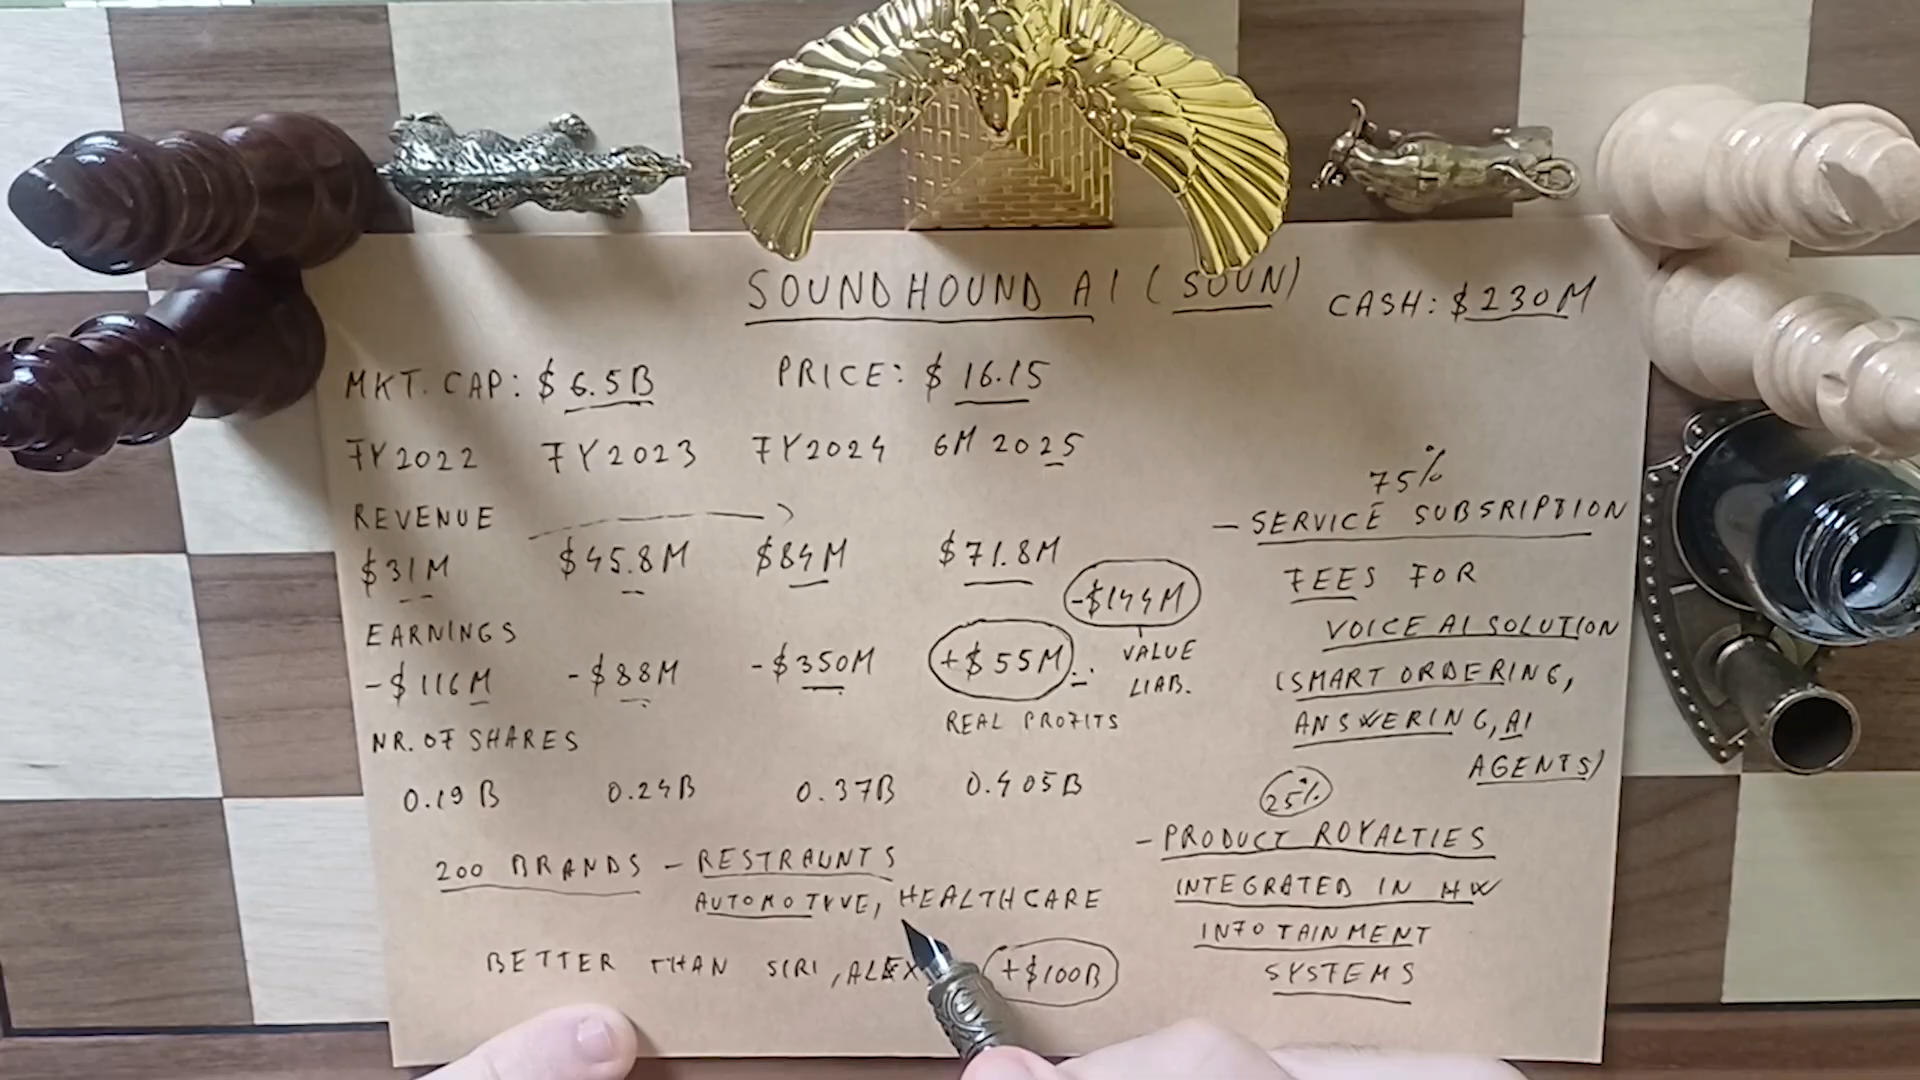 SOUNDHOUND AI (SOUN)
CASH: $230M
MKT. CAP: $6.5B PRICE: $16.15
FY2022 FY2023 FY2024 6M 2025
REVENUE
$31M $45.8M $84M $71.8M
-$144M
VALUE
LIAB.
EARNINGS
-$116M -$88M -$350M +$55M
REAL PROFITS
NR. OF SHARES
0.19B 0.24B 0.37B 0.405B
200 BRANDS - RESTRAUNTS
AUTOMOTYVE, HEALTHCARE
BETTER THAN SIRI, ALEX +$100B
75%
- SERVICE SUBSRIPTION
FEES FOR
VOICE AI SOLUTION
(SMART ORDERING,
ANSWERING, AI
AGENTS)
25%
- PRODUCT ROYALTIES
INTEGRATED IN HW
INFOTAINMENT
SYSTEMS